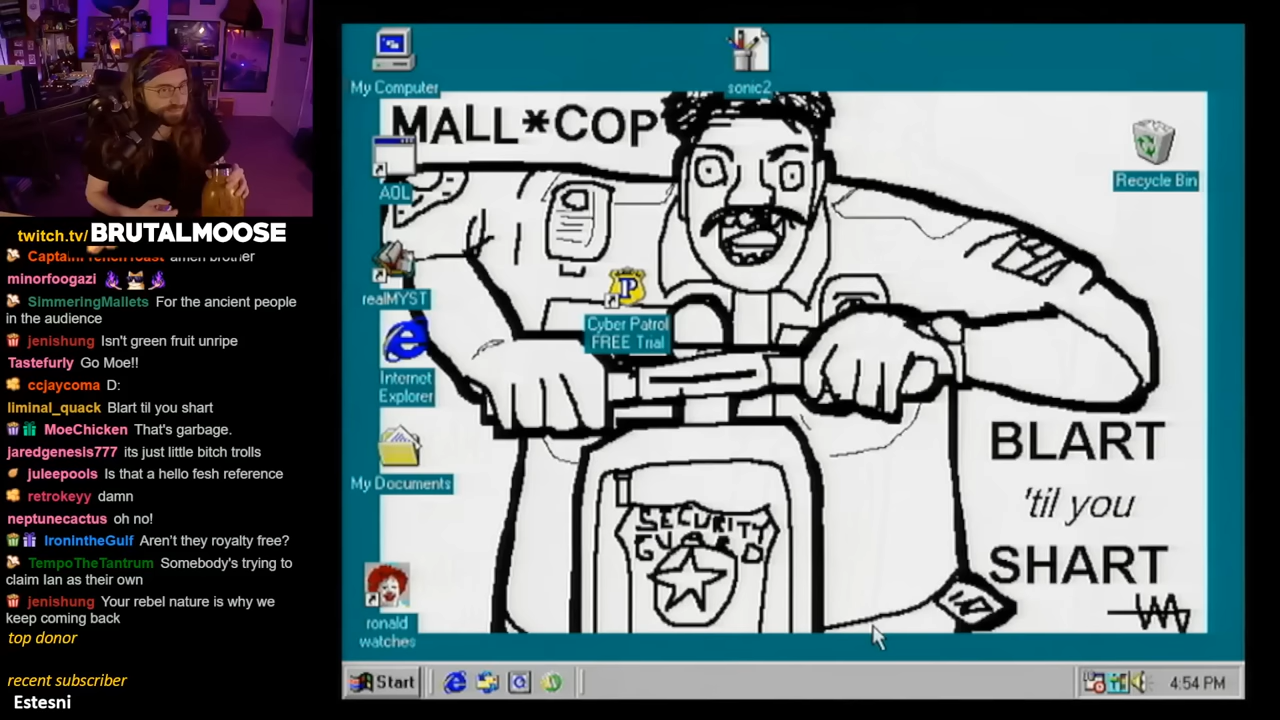 twitch.tv/BRUTALMOOSE
amen brother
minorfoogazi
SimmeringMallets For the ancient people
in the audience
jenishung Isn't green fruit unripe
Tastefurly Go Moe!!
ccjaycoma D:
liminal_quack Blart til you shart
MoeChicken That's garbage.
jaredgenesis777 its just little bitch trolls
juleepools Is that a hello fesh reference
retrokeyy damn
neptunecactus oh no!
IronintheGulf Aren't they royalty free?
TempoTheTantrum Somebody's trying to
claim Ian as their own
jenishung Your rebel nature is why we
keep coming back
top donor
recent subscriber
Estesni
My Computer
sonic2
MALL*COP
AOL
Recycle Bin
realMYST
Cyber Patrol
FREE Trial
Internet
Explorer
My Documents
BLART
'til you
SHART
SECURITY
GUARD
ronald
watches
Start
4:54 PM